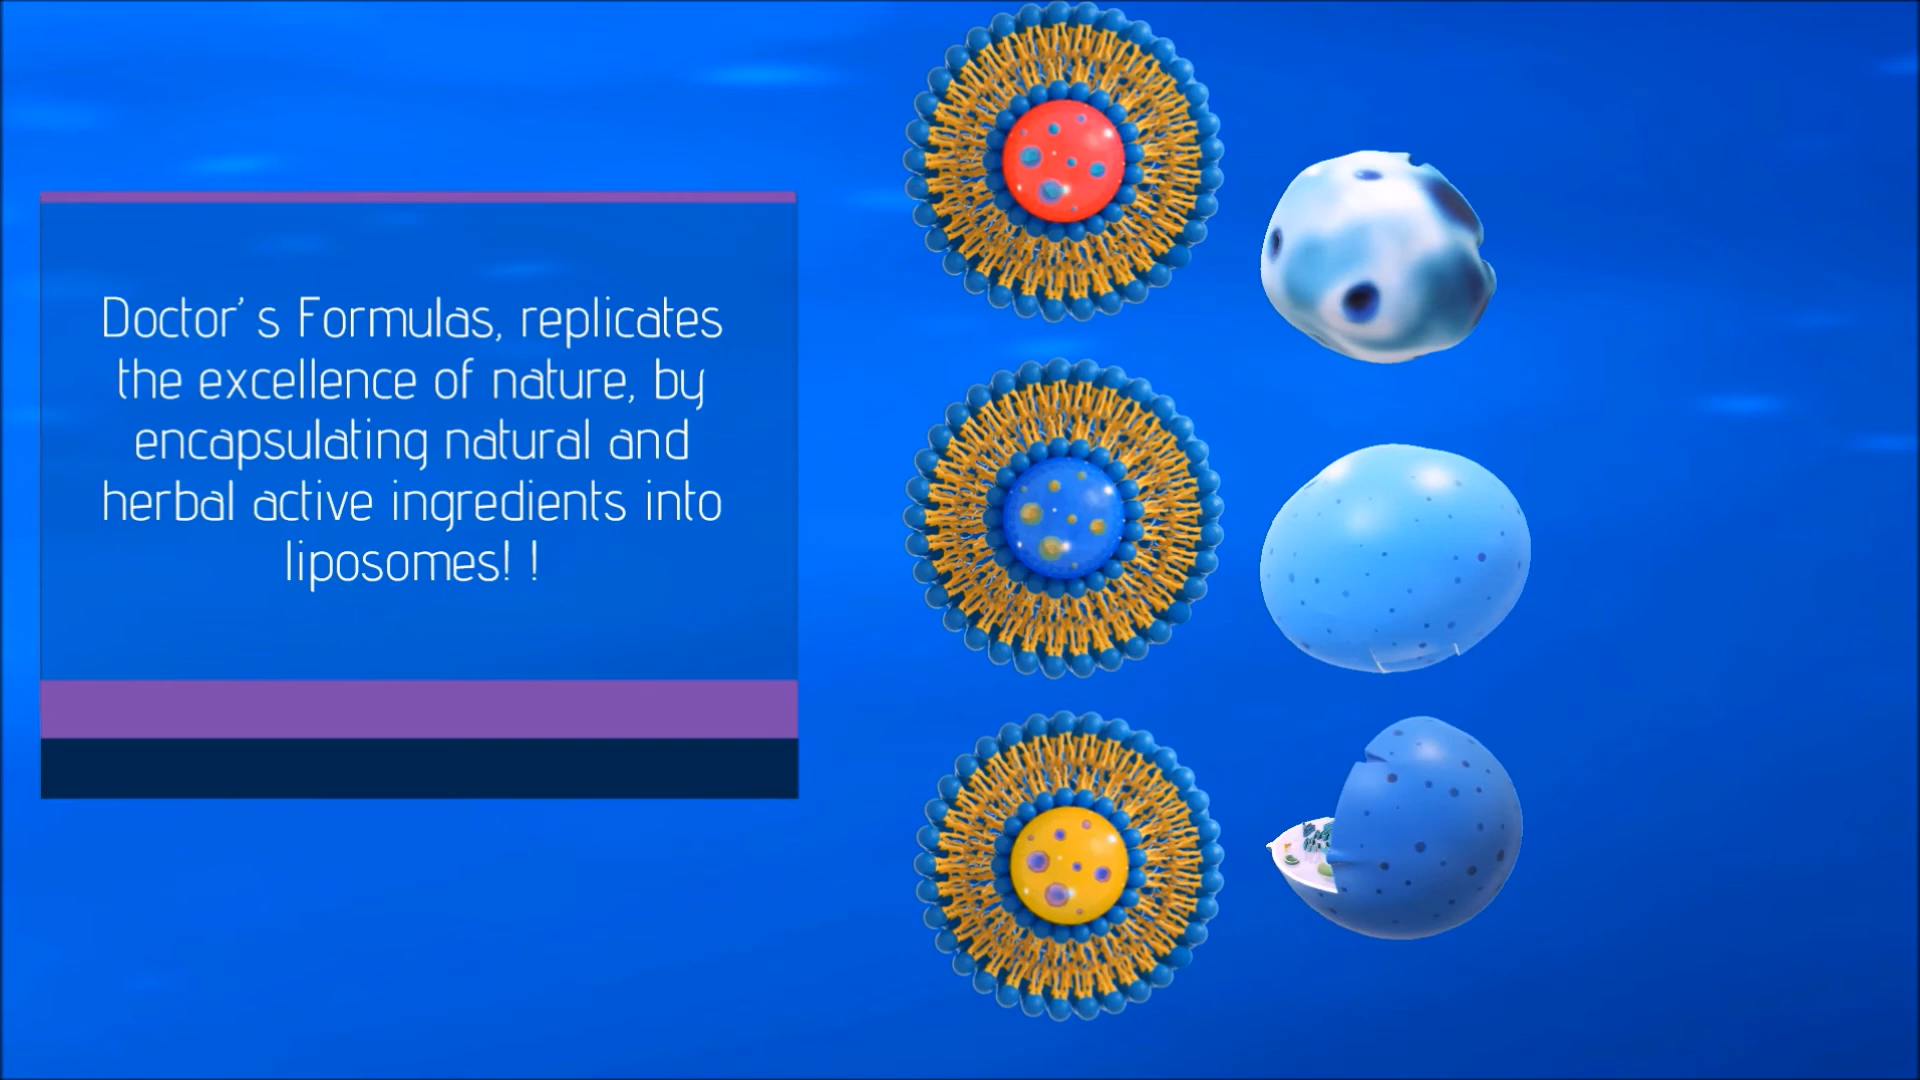 Doctor's Formulas, replicates
the excellence of nature, by
encapsulating natural and
herbal active ingredients into
liposomes! !